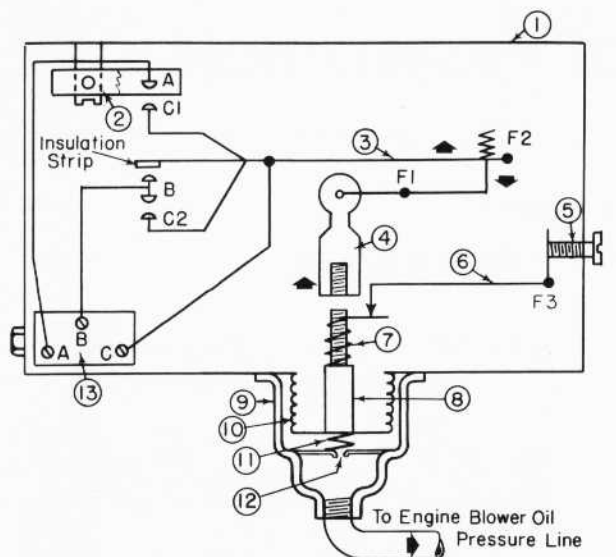 1
A
2
C1
Insulation
Strip
3
F2
F1
B
4
5
C2
6
F3
B
7
A
C
13
9
8
10
11
12
To Engine Blower Oil
Pressure Line